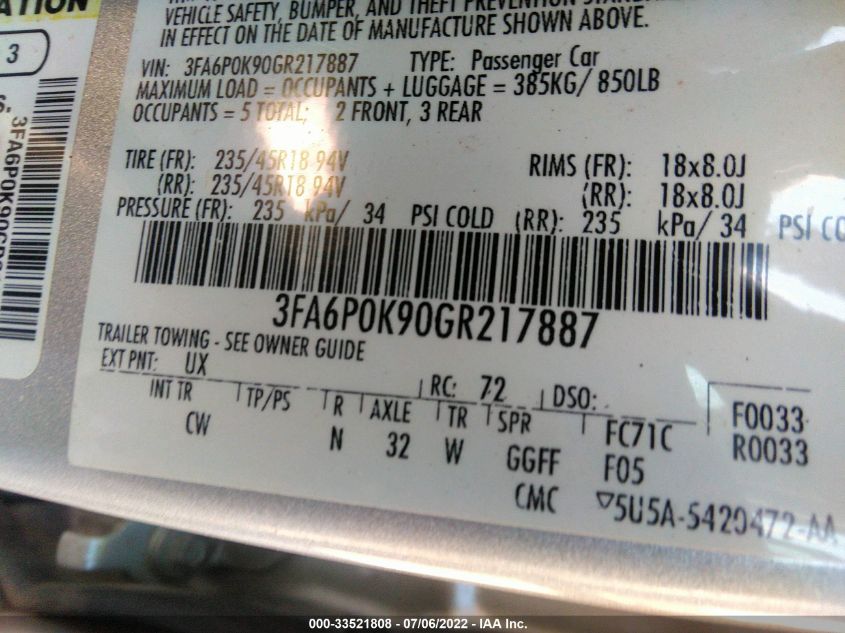 ATION
3
3FA6P0K90GR2
VEHICLE SAFETY, BUMPER, AND THEFT PREVENTION
IN EFFECT ON THE DATE OF MANUFACTURE SHOWN ABOVE.
VIN: 3FA6P0K90GR217887 TYPE: Passenger Car
MAXIMUM LOAD = OCCUPANTS + LUGGAGE = 385KG/ 850LB
OCCUPANTS = 5 TOTAL; 2 FRONT, 3 REAR
TIRE (FR): 235/45R18 94V RIMS (FR): 18x8.0J
(RR): 235/45R18 94V (RR): 18x8.0J
PRESSURE (FR): 235 kPa/ 34 PSI COLD (RR): 235 kPa/ 34 PSI CO
3FA6P0K90GR217887
TRAILER TOWING - SEE OWNER GUIDE
EXT PNT: UX RC: 72 DSO:
INT TR TP/PS R AXLE TR SPR FC71C F0033
CW N 32 W GGFF F05 R0033
CMC ▽5U5A-5420472-AA
000-33521808 - 07/06/2022 - IAA Inc.